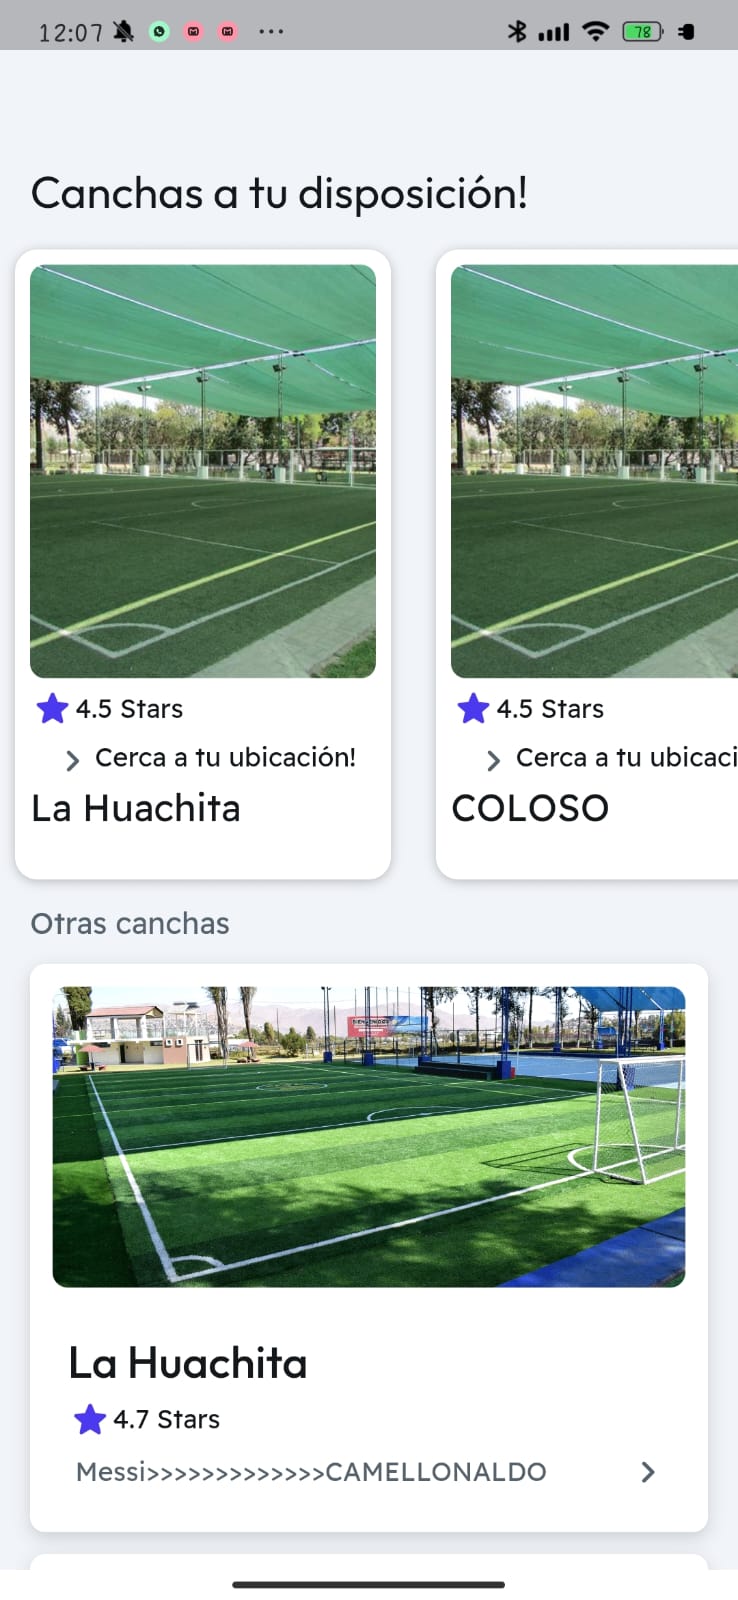 12:07
78
Canchas a tu disposición!
4.5 Stars
Cerca a tu ubicación!
La Huachita
4.5 Stars
Cerca a tu ubicaci
COLOSO
Otras canchas
La Huachita
4.7 Stars
Messi>>>>>>>>>>>>>CAMELLONALDO